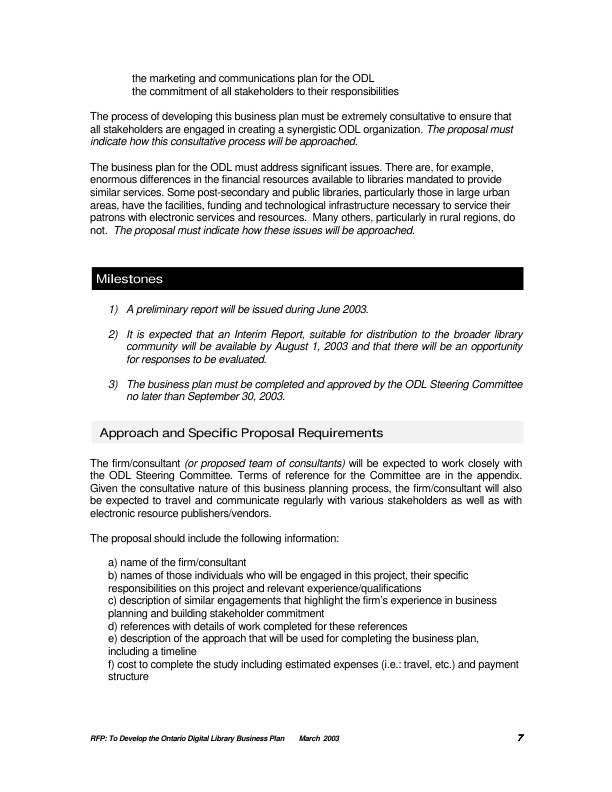 the marketing and communications plan for the ODL
the commitment of all stakeholders to their responsibilities
The process of developing this business plan must be extremely consultative to ensure that
all stakeholders are engaged in creating a synergistic ODL organization. The proposal must
indicate how this consultative process will be approached.
The business plan for the ODL must address significant issues. There are, for example,
enormous differences in the financial resources available to libraries mandated to provide
similar services. Some post-secondary and public libraries, particularly those in large urban
areas, have the facilities, funding and technological infrastructure necessary to service their
patrons with electronic services and resources. Many others, particularly in rural regions, do
not. The proposal must indicate how these issues will be approached.
Milestones
1) A preliminary report will be issued during June 2003.
2) It is expected that an Interim Report, suitable for distribution to the broader library
community will be available by August 1, 2003 and that there will be an opportunity
for responses to be evaluated.
3) The business plan must be completed and approved by the ODL Steering Committee
no later than September 30, 2003.
Approach and Specific Proposal Requirements
The firm/consultant (or proposed team of consultants) will be expected to work closely with
the ODL Steering Committee. Terms of reference for the Committee are in the appendix.
Given the consultative nature of this business planning process, the firm/consultant will also
be expected to travel and communicate regularly with various stakeholders as well as with
electronic resource publishers/vendors.
The proposal should include the following information:
a) name of the firm/consultant
b) names of those individuals who will be engaged in this project, their specific
responsibilities on this project and relevant experience/qualifications
c) description of similar engagements that highlight the firm's experience in business
planning and building stakeholder commitment
d) references with details of work completed for these references
e) description of the approach that will be used for completing the business plan,
including a timeline
f) cost to complete the study including estimated expenses (i.e.: travel, etc.) and payment
structure
RFP: To Develop the Ontario Digital Library Business Plan March 2003 7